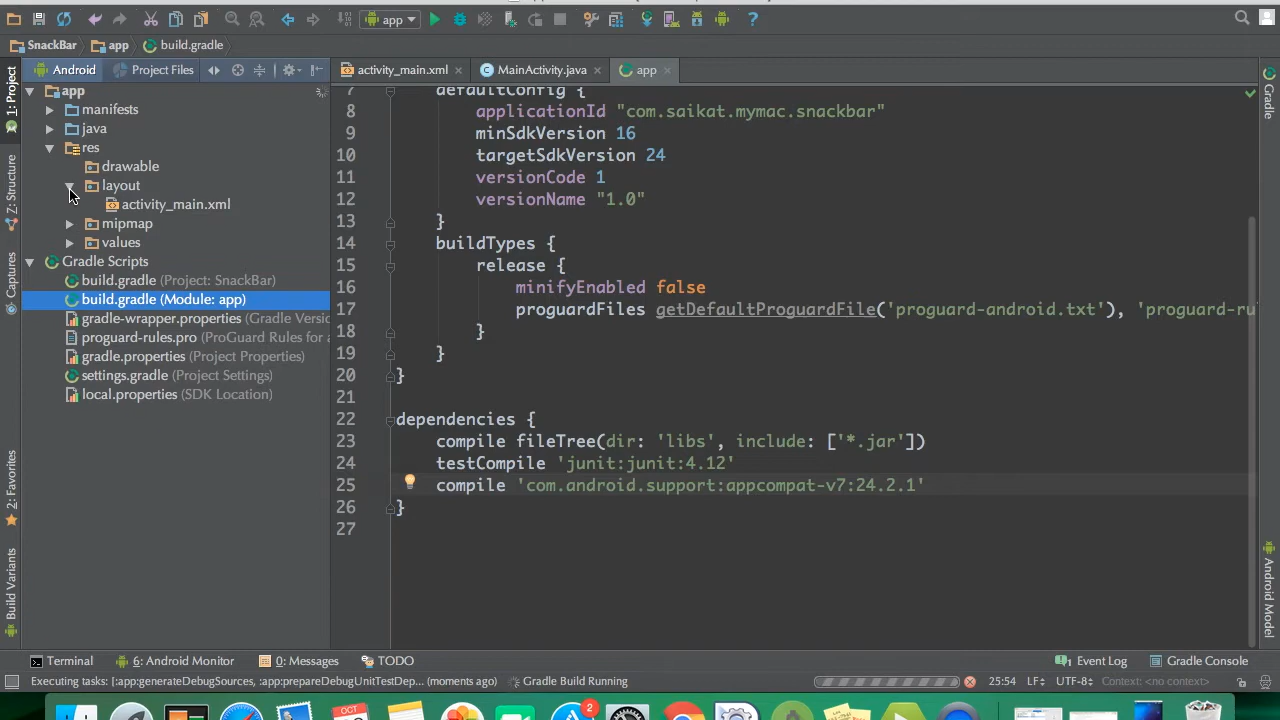 app
SnackBar app build.gradle
Android Project Files
activity_main.xml MainActivity.java app
1: Project
Z: Structure
Captures
2: Favorites
Build Variants
app
manifests
java
res
drawable
layout
activity_main.xml
mipmap
values
Gradle Scripts
build.gradle (Project: SnackBar)
build.gradle (Module: app)
gradle-wrapper.properties (Gradle Versio
proguard-rules.pro (ProGuard Rules for a
gradle.properties (Project Properties)
settings.gradle (Project Settings)
local.properties (SDK Location)
7 defaultConfig {
8 applicationId "com.saikat.mymac.snackbar"
9 minSdkVersion 16
10 targetSdkVersion 24
11 versionCode 1
12 versionName "1.0"
13 }
14 buildTypes {
15 release {
16 minifyEnabled false
17 proguardFiles getDefaultProguardFile('proguard-android.txt'), 'proguard-ru
18 }
19 }
20 }
21
22 dependencies {
23 compile fileTree(dir: 'libs', include: ['*.jar'])
24 testCompile 'junit:junit:4.12'
25 compile 'com.android.support:appcompat-v7:24.2.1'
26 }
27
Gradle
Android Model
Terminal 6: Android Monitor 0: Messages TODO Event Log Gradle Console
Executing tasks: [:app:generateDebugSources, :app:prepareDebugUnitTestDep... (moments ago) Gradle Build Running 25:54 LF UTF-8 Context: <no context>
OCT 2